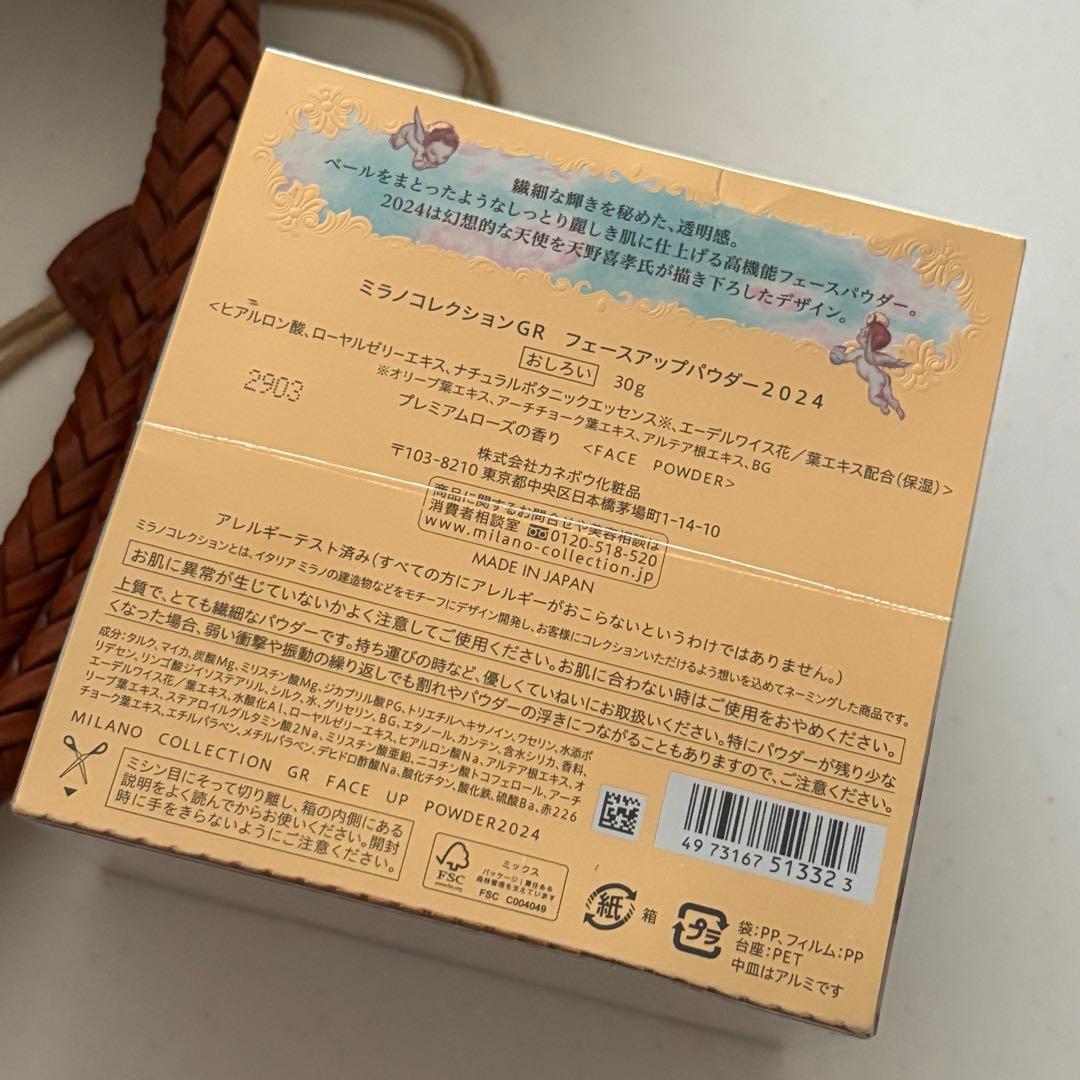 繊細な輝きを秘めた、透明感。
ベールをまとったようなしっとり麗しき肌に仕上げる高機能フェースパウダー。
2024は幻想的な天使を天野喜孝氏が描き下ろしたデザイン。
ミラノコレクションGR フェースアップパウダー2024
おしろい 30g
<ヒアルロン酸、ローヤルゼリーエキス、ナチュラルボタニックエッセンス※、エーデルワイス花/葉エキス配合(保湿)>
※オリーブ葉エキス、アーチチョーク葉エキス、アルテア根エキス、BG
プレミアムローズの香り <FACE POWDER>
2903
株式会社カネボウ化粧品
〒103-8210 東京都中央区日本橋茅場町1-14-10
商品に関するお問合せや美容相談は
消費者相談室 0120-518-520
www.milano-collection.jp
MADE IN JAPAN
アレルギーテスト済み(すべての方にアレルギーがおこらないというわけではありません。)
ミラノコレクションとは、イタリア ミラノの建造物などをモチーフにデザイン開発し、お客様にコレクションいただけるよう想いを込めてネーミングした商品です。
お肌に異常が生じていないかよく注意してご使用ください。お肌に合わない時はご使用をおやめください。
上質で、とても繊細なパウダーです。持ち運びの時など、優しくていねいにお取扱いください。特にパウダーが残り少な
くなった場合、弱い衝撃や振動の繰り返しでも割れやパウダーの浮きにつながることもありますので、ご注意ください。
成分:タルク、マイカ、炭酸Mg、ミリスチン酸Mg、ジカプリル酸PG、トリエチルヘキサノイン、ワセリン、水添ポ
リデセン、リンゴ酸ジイソステアリル、シルク、水、グリセリン、BG、エタノール、カンテン、含水シリカ、香料、
エーデルワイス花/葉エキス、水酸化Al、ローヤルゼリーエキス、ヒアルロン酸Na、アルテア根エキス、オ
リーブ葉エキス、ステアロイルグルタミン酸2Na、ミリスチン酸亜鉛、ニコチン酸トコフェロール、アーチ
チョーク葉エキス、エチルパラベン、メチルパラベン、デヒドロ酢酸Na、酸化チタン、酸化鉄、硫酸Ba、赤226
MILANO COLLECTION GR FACE UP POWDER2024
ミシン目にそって切り離し、箱の内側にある
説明をよく読んでからお使いください。開封
時に手をきらないようにご注意ください。
FSC
www.fsc.org
ミックス
パッケージ|責任ある
森林管理を支えています
FSC C004049
4973167513323
紙 箱
プラ
袋:PP、フィルム:PP
台座:PET
中皿はアルミです